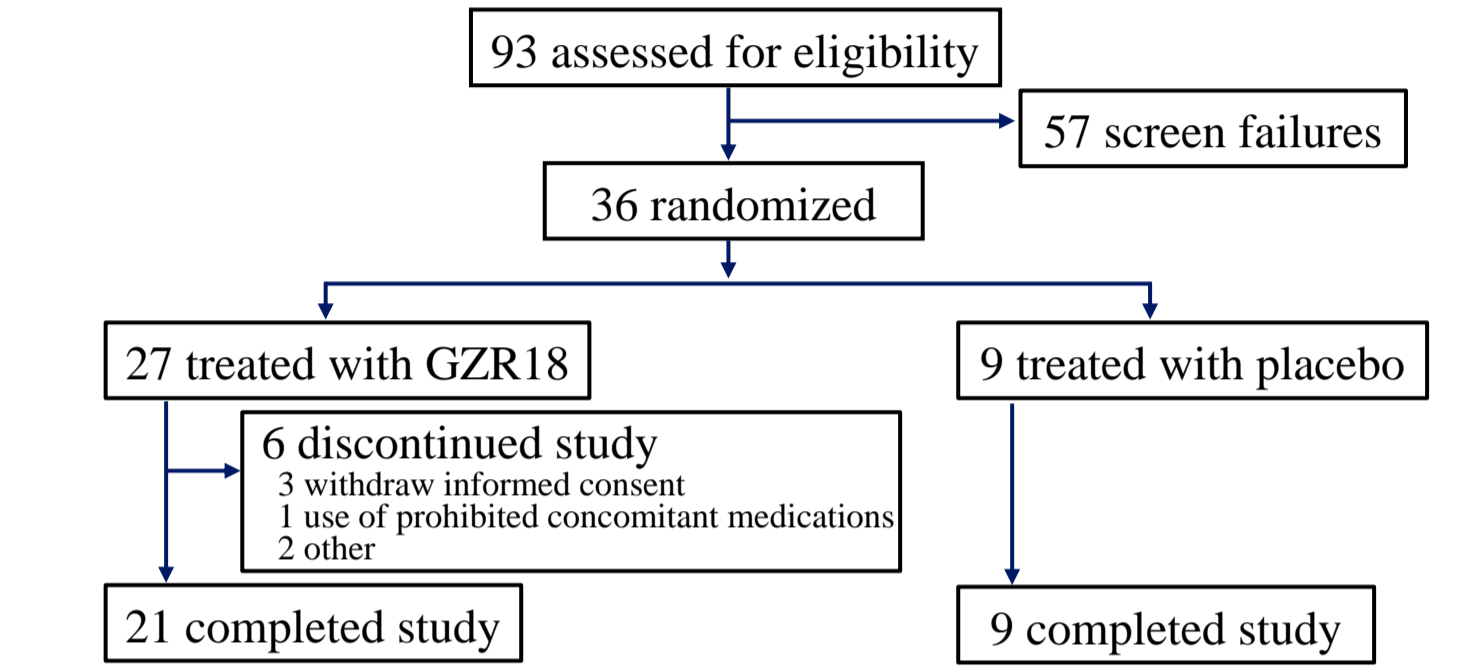 93 assessed for eligibility
57 screen failures
36 randomized
27 treated with GZR18
9 treated with placebo
6 discontinued study
3 withdraw informed consent
1 use of prohibited concomitant medications
2 other
21 completed study
9 completed study